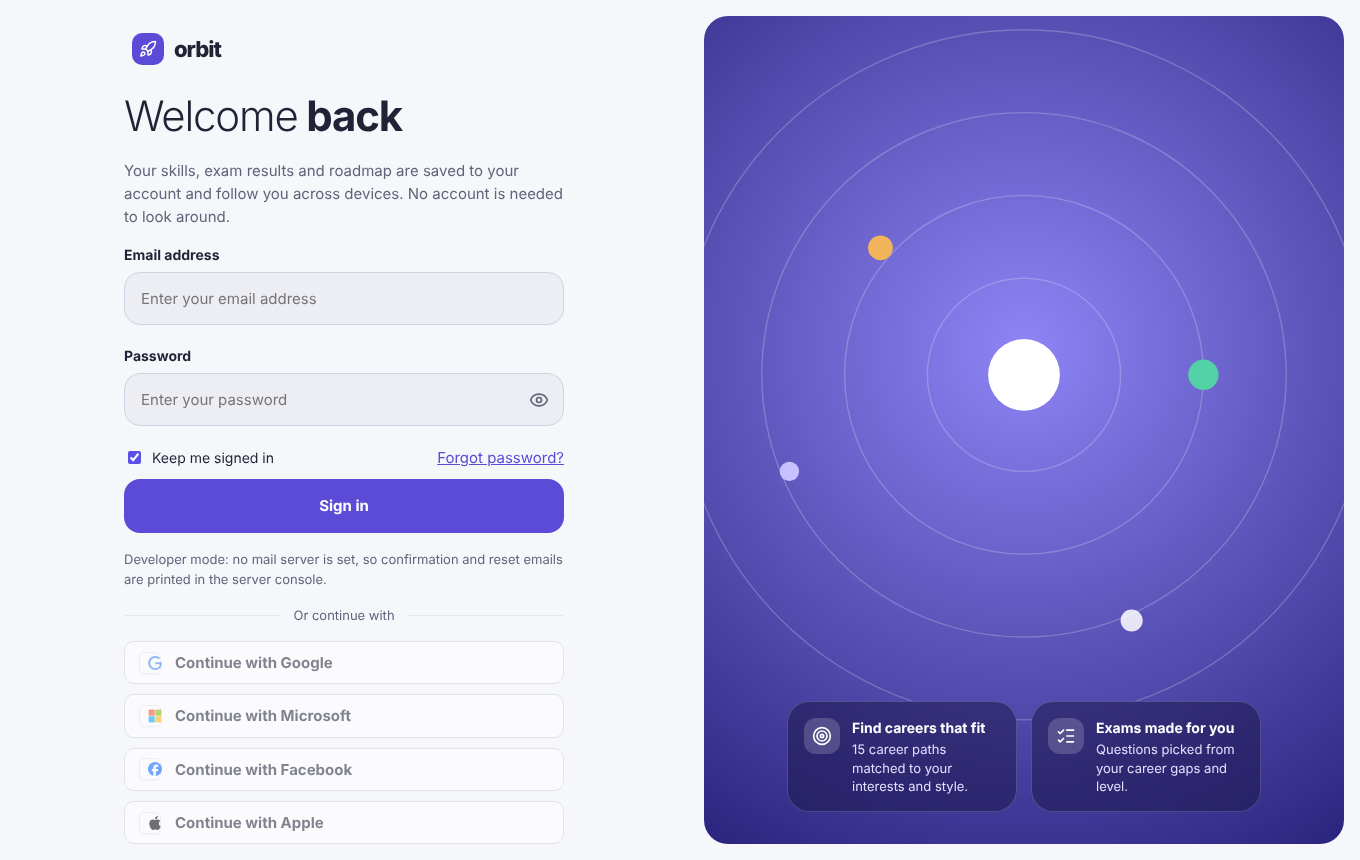 orbit
Welcome back
Your skills, exam results and roadmap are saved to your
account and follow you across devices. No account is needed
to look around.
Email address
Enter your email address
Password
Enter your password
Keep me signed in
Forgot password?
Sign in
Developer mode: no mail server is set, so confirmation and reset emails
are printed in the server console.
Or continue with
Continue with Google
Continue with Microsoft
Continue with Facebook
Continue with Apple
Find careers that fit
15 career paths
matched to your
interests and style.
Exams made for you
Questions picked from
your career gaps and
level.